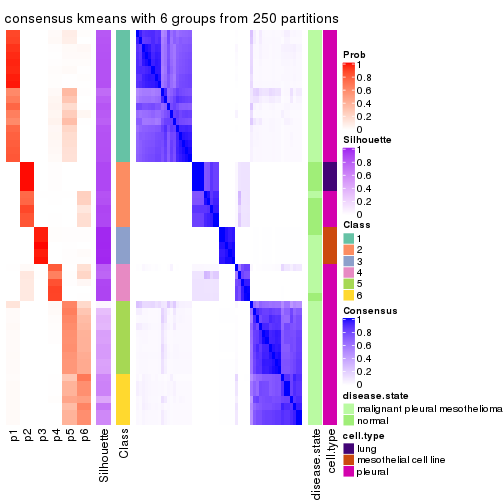 consensus kmeans with 6 groups from 250 partitions
Prob
1
0.8
0.6
0.4
0.2
0
Silhouette
1
0.8
0.6
0.4
0.2
0
Class
1
2
3
4
5
6
Consensus
1
0.8
0.6
0.4
0.2
0
disease.state
malignant pleural mesothelioma
normal
cell.type
lung
mesothelial cell line
pleural
p1
p2
p3
p4
p5
p6
Silhouette
Class
disease.state
cell.type